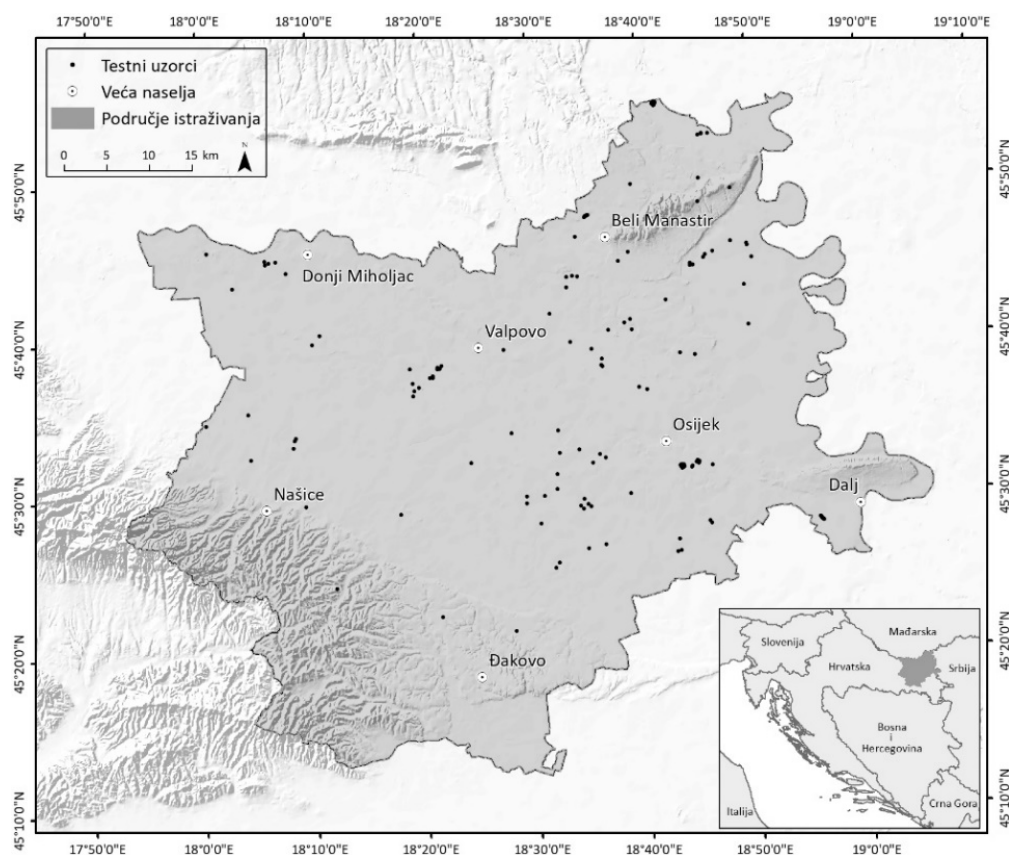 17°50'0"E 18°0'0"E 18°10'0"E 18°20'0"E 18°30'0"E 18°40'0"E 18°50'0"E 19°0'0"E 19°10'0"E
Testni uzorci
Veća naselja
Područje istraživanja
0 5 10 15 km
N
45°50'0"N
45°50'0"N
Beli Manastir
Donji Miholjac
Valpovo
45°40'0"N
45°40'0"N
Osijek
Dalj
Našice
45°30'0"N
45°30'0"N
Đakovo
45°20'0"N
45°20'0"N
Mađarska
Slovenija
Hrvatska
Srbija
Bosna
i
Hercegovina
Italija
Crna Gora
45°10'0"N
45°10'0"N
17°50'0"E 18°0'0"E 18°10'0"E 18°20'0"E 18°30'0"E 18°40'0"E 18°50'0"E 19°0'0"E